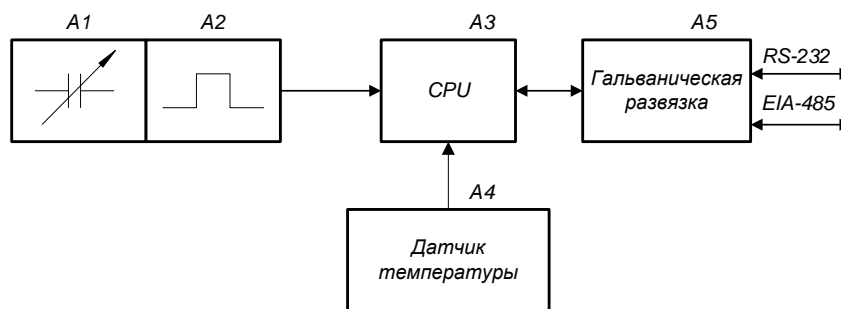 A1
A2
A3
A5
CPU
Гальваническая
развязка
RS-232
EIA-485
A4
Датчик
температуры